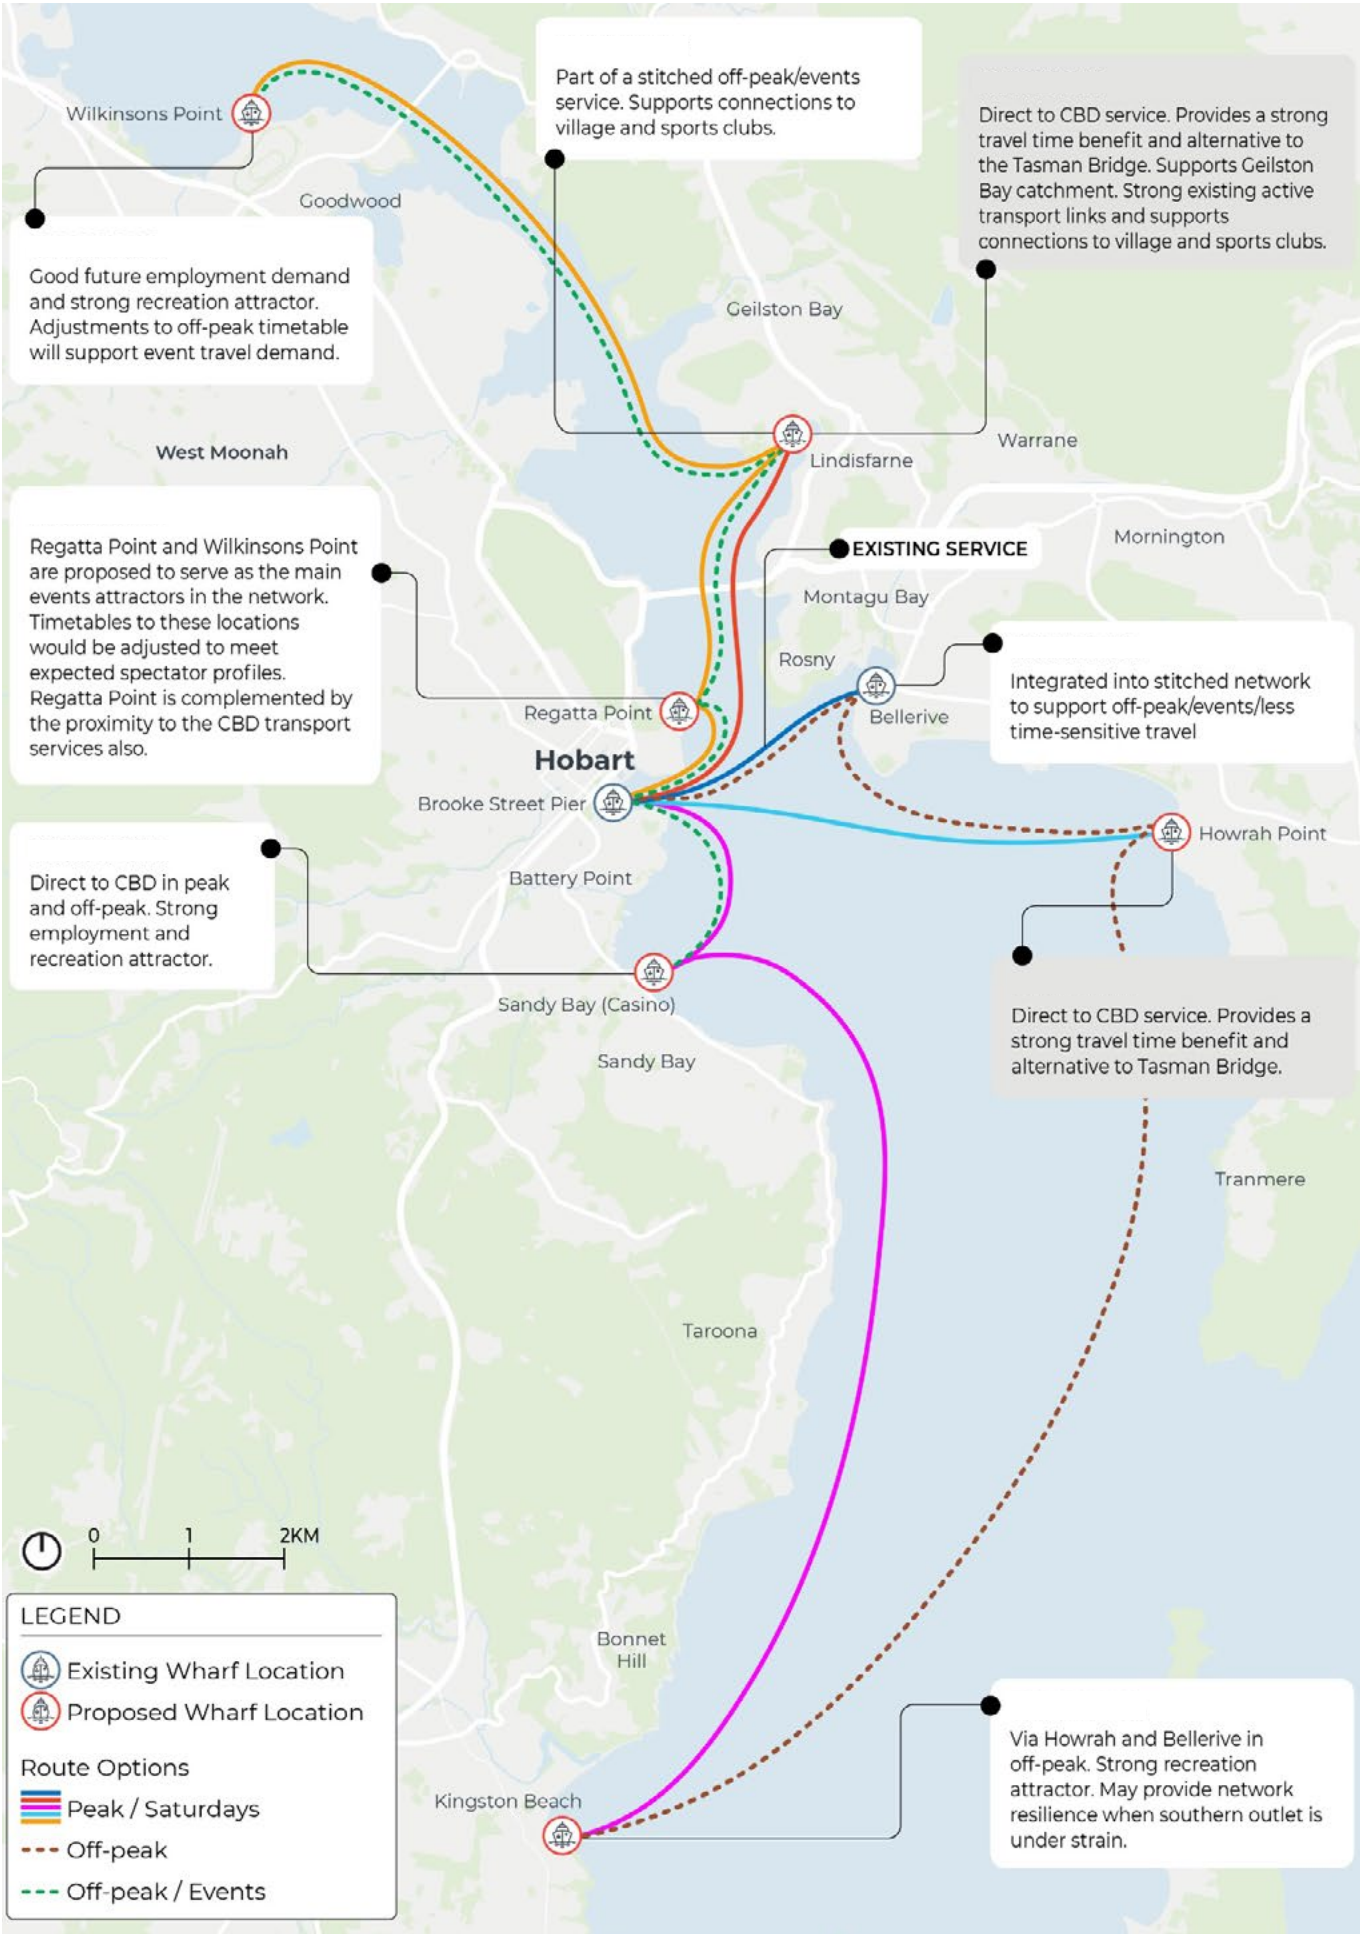 Wilkinsons Point
Part of a stitched off-peak/events
service. Supports connections to
village and sports clubs.
Direct to CBD service. Provides a strong
travel time benefit and alternative to
the Tasman Bridge. Supports Geilston
Bay catchment. Strong existing active
transport links and supports
connections to village and sports clubs.
Goodwood
Good future employment demand
and strong recreation attractor.
Adjustments to off-peak timetable
will support event travel demand.
Geilston Bay
West Moonah
Warrane
Lindisfarne
Regatta Point and Wilkinsons Point
are proposed to serve as the main
events attractors in the network.
Timetables to these locations
would be adjusted to meet
expected spectator profiles.
Regatta Point is complemented by
the proximity to the CBD transport
services also.
EXISTING SERVICE
Mornington
Montagu Bay
Rosny
Bellerive
Integrated into stitched network
to support off-peak/events/less
time-sensitive travel
Regatta Point
Hobart
Brooke Street Pier
Howrah Point
Battery Point
Direct to CBD in peak
and off-peak. Strong
employment and
recreation attractor.
Sandy Bay (Casino)
Sandy Bay
Direct to CBD service. Provides a
strong travel time benefit and
alternative to Tasman Bridge.
Tranmere
Taroona
0 1 2KM
Bonnet
Hill
LEGEND
Existing Wharf Location
Proposed Wharf Location
Route Options
Peak / Saturdays
Off-peak
Off-peak / Events
Kingston Beach
Via Howrah and Bellerive in
off-peak. Strong recreation
attractor. May provide network
resilience when southern outlet is
under strain.